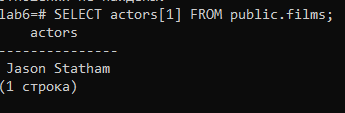 lab6=# SELECT actors[1] FROM public.films;
actors
---------------
Jason Statham
(1 строка)